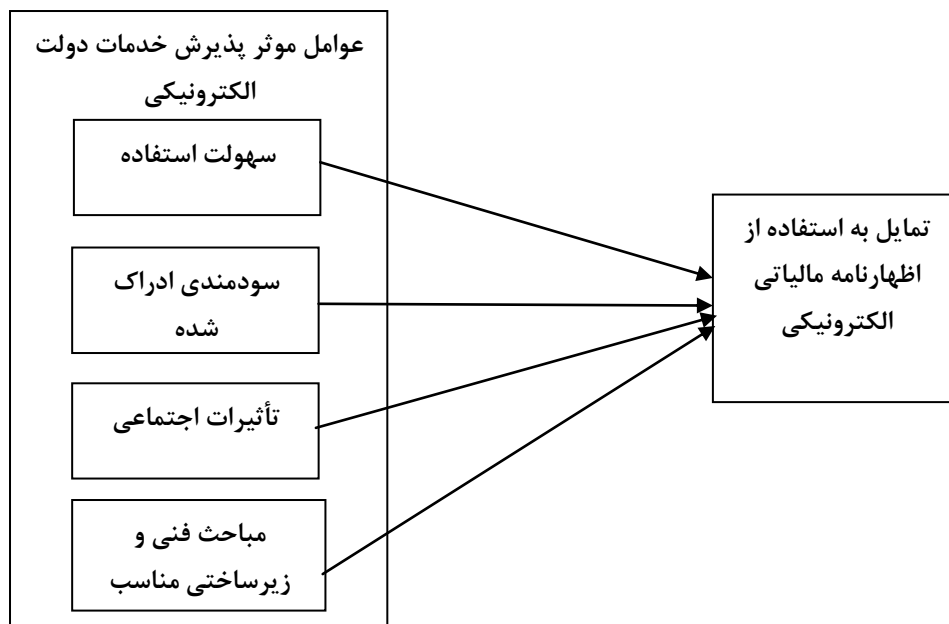 عوامل موثر پذیرش خدمات دولت
الکترونیکی
سهولت استفاده
سودمندی ادراک
شده
تأثیرات اجتماعی
مباحث فنی و
زیرساختی مناسب
تمایل به استفاده از
اظهارنامه مالیاتی
الکترونیکی